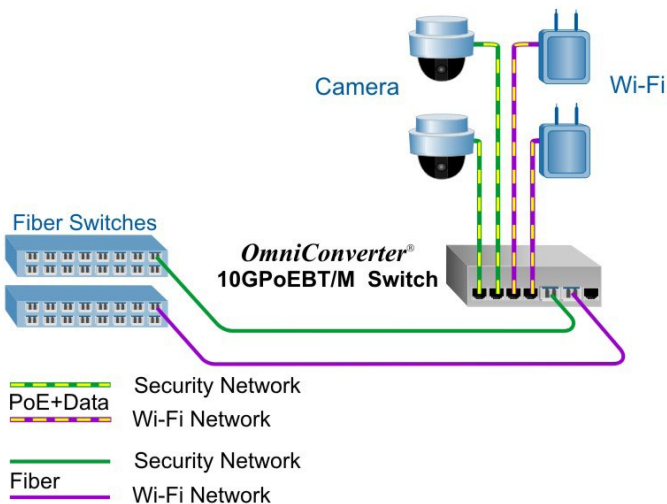 Camera
Wi-Fi
Fiber Switches
OmniConverter®
10GPoEBT/M Switch
PoE+Data
Security Network
Wi-Fi Network
Fiber
Security Network
Wi-Fi Network